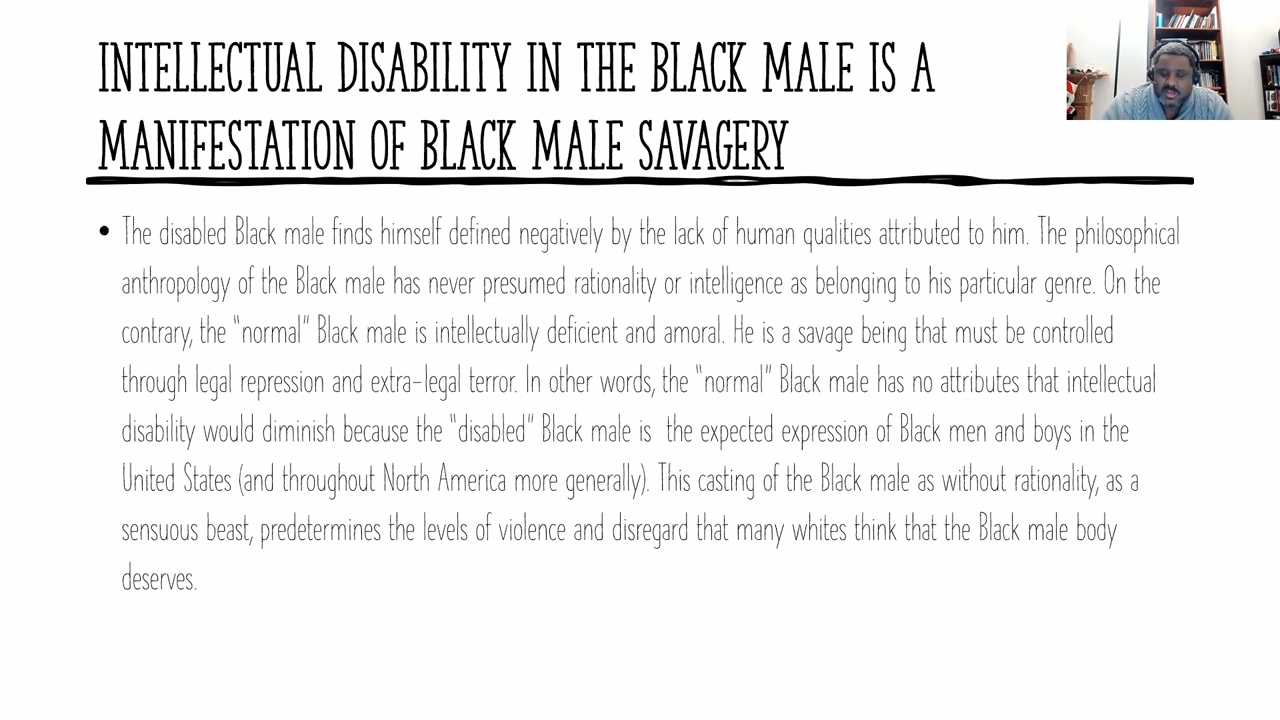 INTELLECTUAL DISABILITY IN THE BLACK MALE IS A
MANIFESTATION OF BLACK MALE SAVAGERY
• The disabled Black male finds himself defined negatively by the lack of human qualities attributed to him. The philosophical
anthropology of the Black male has never presumed rationality or intelligence as belonging to his particular genre. On the
contrary, the "normal" Black male is intellectually deficient and amoral. He is a savage being that must be controlled
through legal repression and extra-legal terror. In other words, the "normal" Black male has no attributes that intellectual
disability would diminish because the "disabled" Black male is the expected expression of Black men and boys in the
United States (and throughout North America more generally). This casting of the Black male as without rationality, as a
sensuous beast, predetermines the levels of violence and disregard that many whites think that the Black male body
deserves.